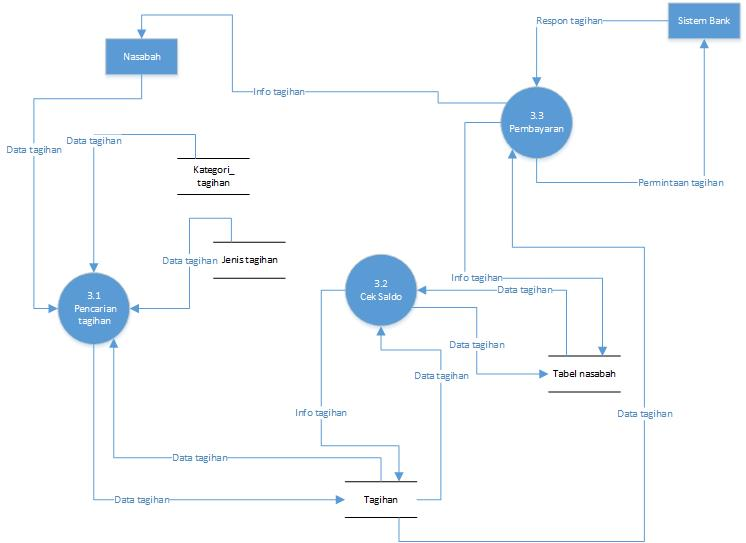 Respon tagihan
Sistem Bank
Nasabah
Info tagihan
3.3
Pembayaran
Data tagihan
Data tagihan
Kategori_
tagihan
Permintaan tagihan
Data tagihan
Jenis tagihan
3.1
Pencarian
tagihan
3.2
Cek Saldo
Info tagihan
Data tagihan
Data tagihan
Tabel nasabah
Data tagihan
Info tagihan
Data tagihan
Data tagihan
Data tagihan
Tagihan